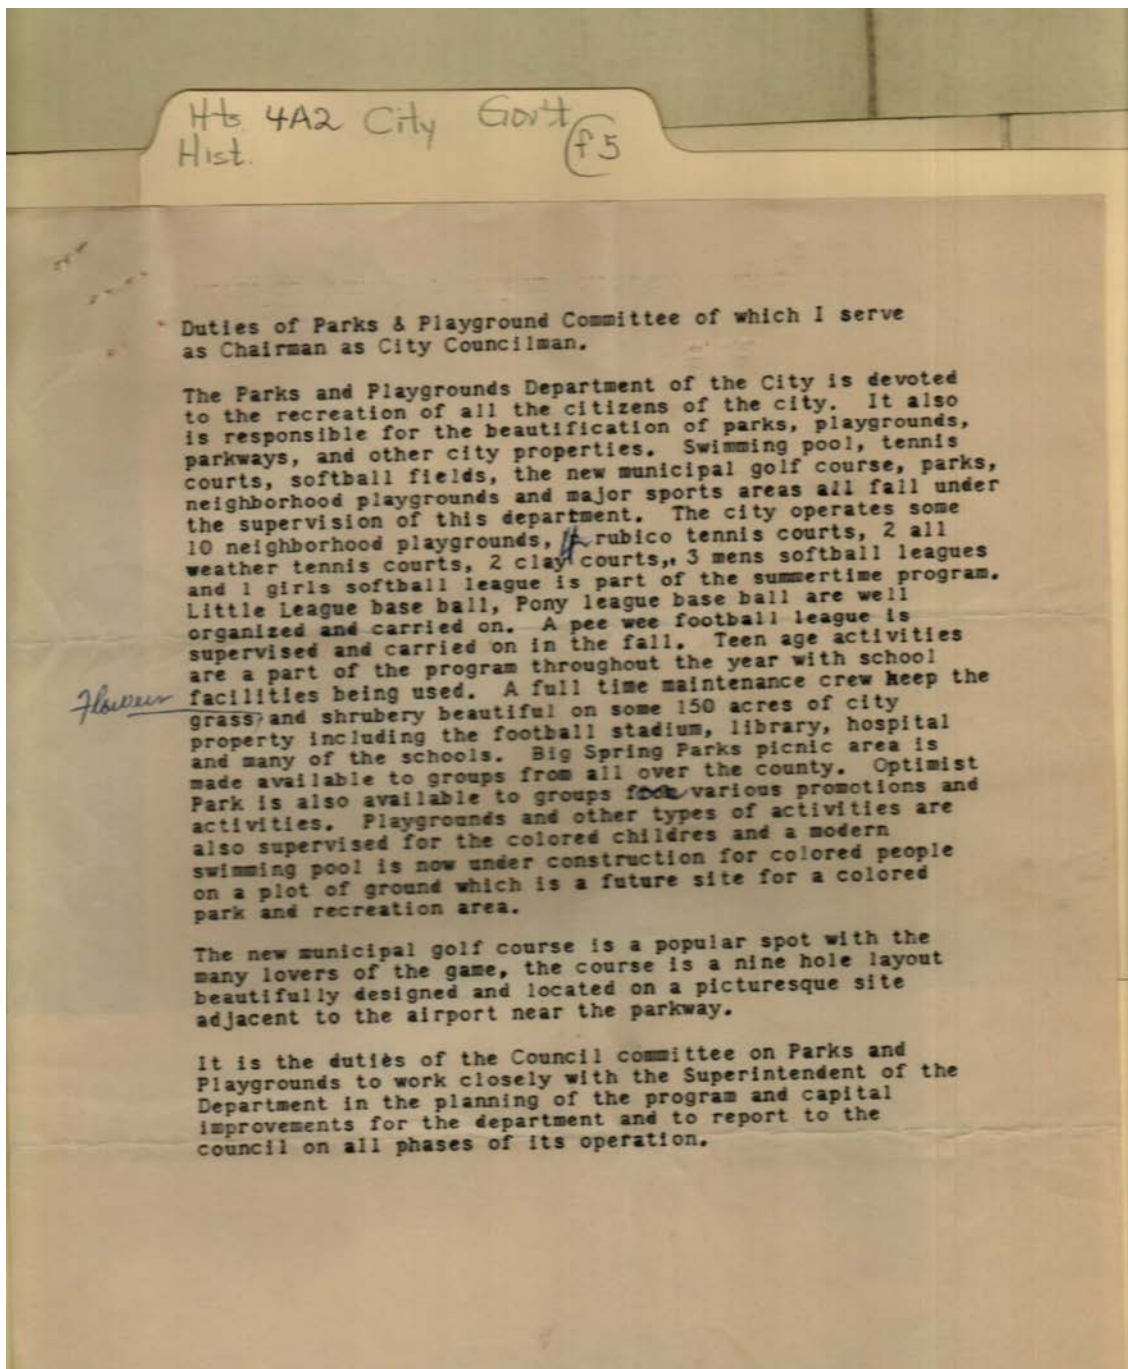 Hts. 4A2 City Gov't
Hist. f5
Duties of Parks & Playground Committee of which I serve
as Chairman as City Councilman.
The Parks and Playgrounds Department of the City is devoted
to the recreation of all the citizens of the city. It also
is responsible for the beautification of parks, playgrounds,
parkways, and other city properties. Swimming pool, tennis
courts, softball fields, the new municipal golf course, parks,
neighborhood playgrounds and major sports areas all fall under
the supervision of this department. The city operates some
10 neighborhood playgrounds, 4 rubico tennis courts, 2 all
weather tennis courts, 2 clay courts,. 3 mens softball leagues
and 1 girls softball league is part of the summertime program.
Little League base ball, Pony league base ball are well
organized and carried on. A pee wee football league is
supervised and carried on in the fall. Teen age activities
are a part of the program throughout the year with school
facilities being used. A full time maintenance crew keep the
Flowers
grass, and shrubery beautiful on some 150 acres of city
property including the football stadium, library, hospital
and many of the schools. Big Spring Parks picnic area is
made available to groups from all over the county. Optimist
Park is also available to groups for various promotions and
activities. Playgrounds and other types of activities are
also supervised for the colored childres and a modern
swimming pool is now under construction for colored people
on a plot of ground which is a future site for a colored
park and recreation area.
The new municipal golf course is a popular spot with the
many lovers of the game, the course is a nine hole layout
beautifully designed and located on a picturesque site
adjacent to the airport near the parkway.
It is the duties of the Council committee on Parks and
Playgrounds to work closely with the Superintendent of the
Department in the planning of the program and capital
improvements for the department and to report to the
council on all phases of its operation.